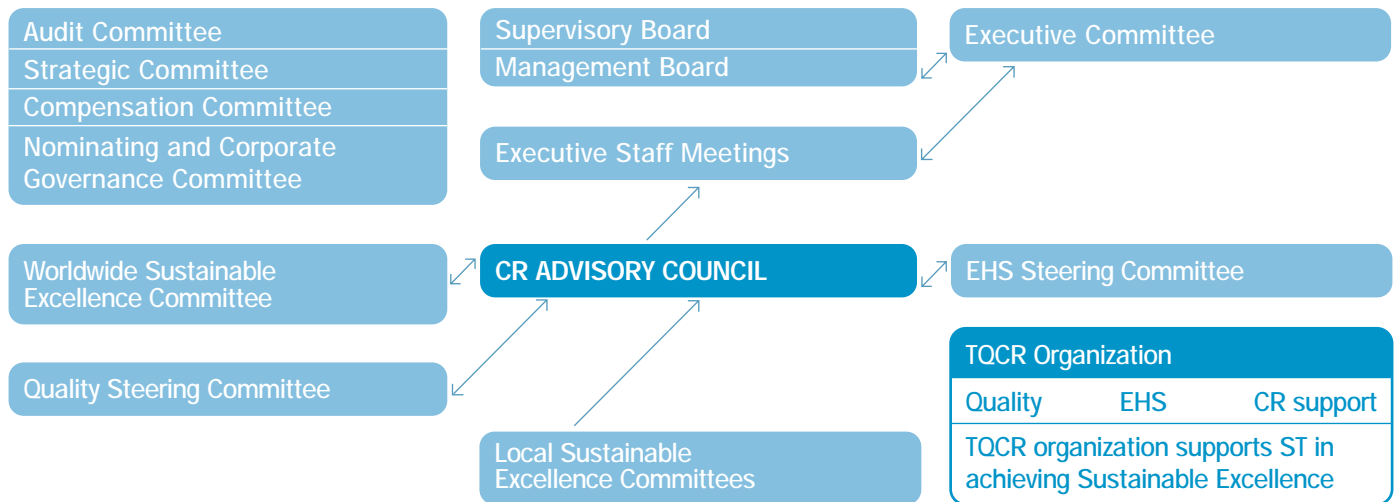 Audit Committee
Strategic Committee
Compensation Committee
Nominating and Corporate
Governance Committee
Supervisory Board
Management Board
Executive Committee
Executive Staff Meetings
Worldwide Sustainable
Excellence Committee
CR ADVISORY COUNCIL
EHS Steering Committee
Quality Steering Committee
Local Sustainable
Excellence Committees
TQCR Organization
Quality EHS CR support
TQCR organization supports ST in
achieving Sustainable Excellence